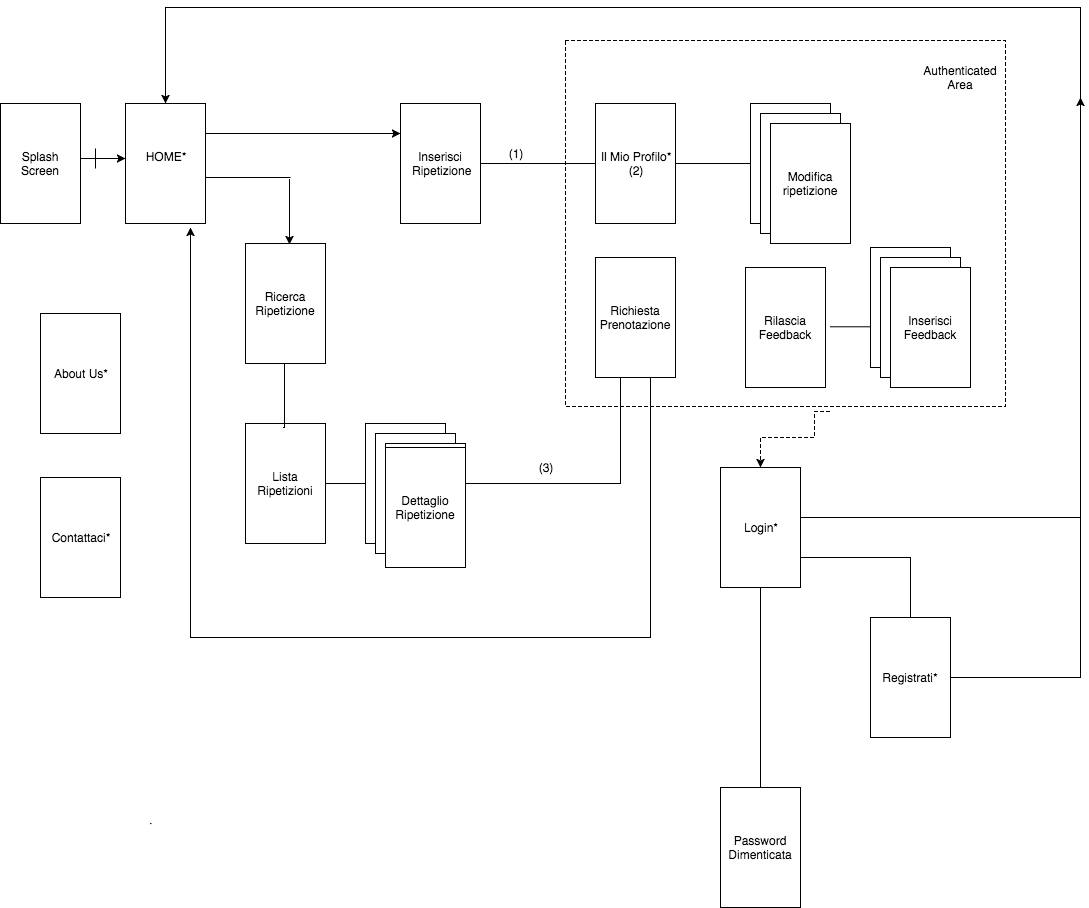 Authenticated
Area
Splash
Screen
HOME*
Inserisci
Ripetizione
(1)
Il Mio Profilo*
(2)
Modifica
ripetizione
Ricerca
Ripetizione
Richiesta
Prenotazione
Rilascia
Feedback
Inserisci
Feedback
About Us*
Lista
Ripetizioni
Dettaglio
Ripetizione
(3)
Contattaci*
Login*
Registrati*
Password
Dimenticata
.